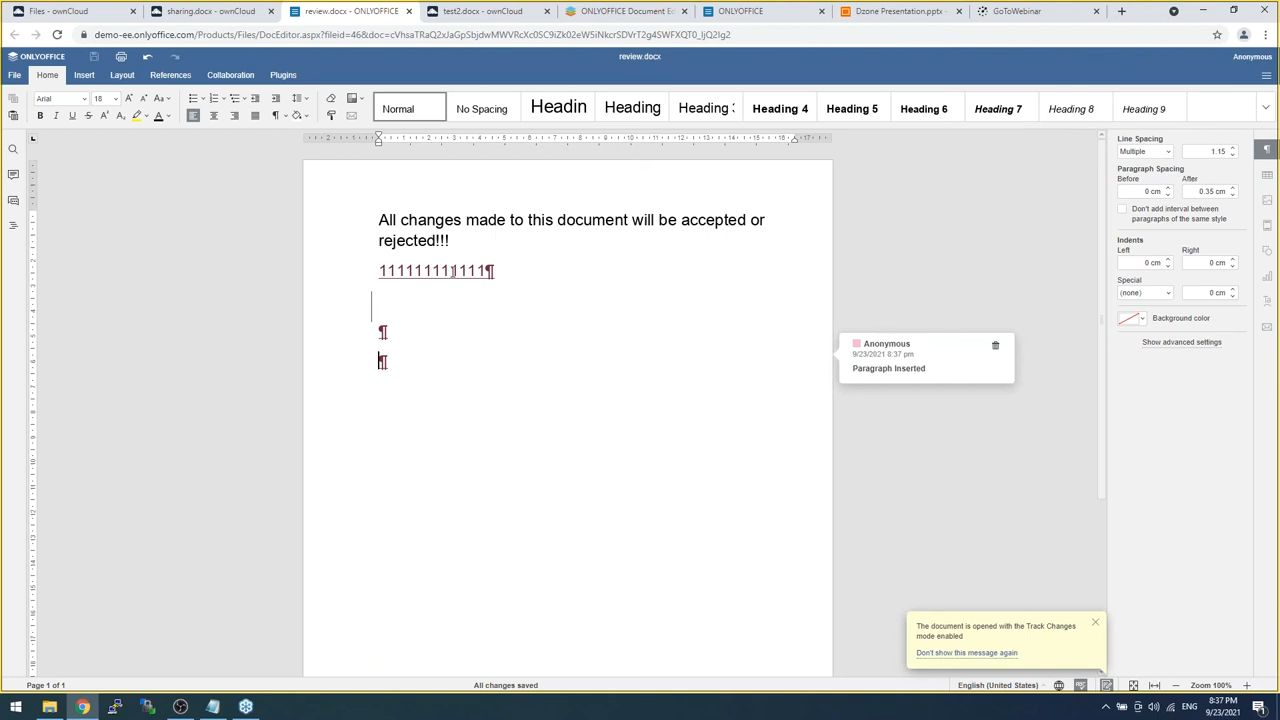 Files - ownCloud
sharing.docx - ownCloud
review.docx - ONLYOFFICE
test2.docx - ownCloud
ONLYOFFICE Document Edi
ONLYOFFICE
Dzone Presentation.pptx -
GoToWebinar
demo-ee.onlyoffice.com/Products/Files/DocEditor.aspx?fileid=46&doc=cVhsaTRaQ2xJaGpSbjdwMWVRcXc0SC9iZk02eW5iNkcrSDVrT2g4SWFXQT0_IjQ2Ig2
ONLYOFFICE
review.docx
Anonymous
File Home Insert Layout References Collaboration Plugins
Arial 18
Normal No Spacing Headin Heading Heading 3 Heading 4 Heading 5 Heading 6 Heading 7 Heading 8 Heading 9
All changes made to this document will be accepted or
rejected!!!
111111111111¶
¶
¶
Anonymous
9/23/2021 8:37 pm
Paragraph Inserted
Line Spacing
Multiple 1.15
Paragraph Spacing
Before After
0 cm 0.35 cm
Don't add interval between
paragraphs of the same style
Indents
Left Right
0 cm 0 cm
Special
(none) 0 cm
Background color
Show advanced settings
The document is opened with the Track Changes
mode enabled
Don't show this message again
Page 1 of 1
All changes saved
English (United States)
Zoom 100%
ENG
8:37 PM
9/23/2021